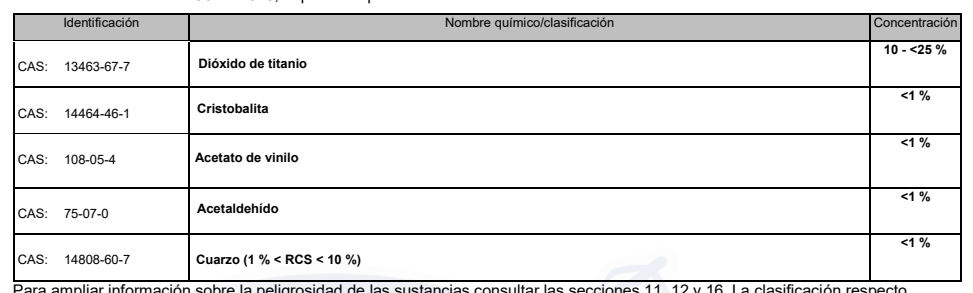 Identificación Nombre químico/clasificación Concentración
CAS: 13463-67-7 Dióxido de titanio 10 - <25 %
CAS: 14464-46-1 Cristobalita <1 %
CAS: 108-05-4 Acetato de vinilo <1 %
CAS: 75-07-0 Acetaldehído <1 %
CAS: 14808-60-7 Cuarzo (1 % < RCS < 10 %) <1 %
Para ampliar información sobre la peligrosidad de las sustancias consultar las secciones 11, 12 y 16. La clasificación respecto